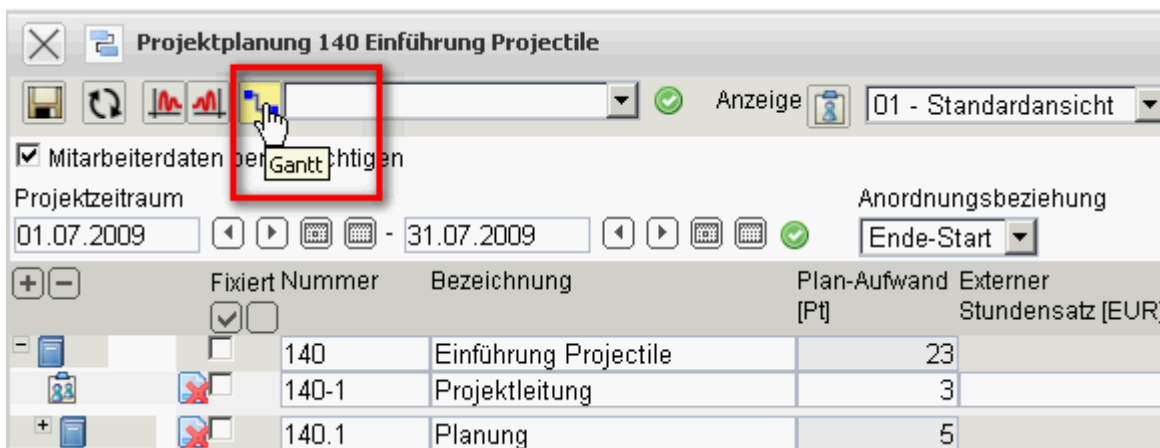 Projektplanung 140 Einführung Projectile
Anzeige 01 - Standardansicht
Mitarbeiterdaten ber chtigen
Gantt
Projektzeitraum Anordnungsbeziehung
01.07.2009 - 31.07.2009 Ende-Start
Fixiert Nummer Bezeichnung Plan-Aufwand Externer
[Pt] Stundensatz [EUR]
140 Einführung Projectile 23
140-1 Projektleitung 3
140.1 Planung 5